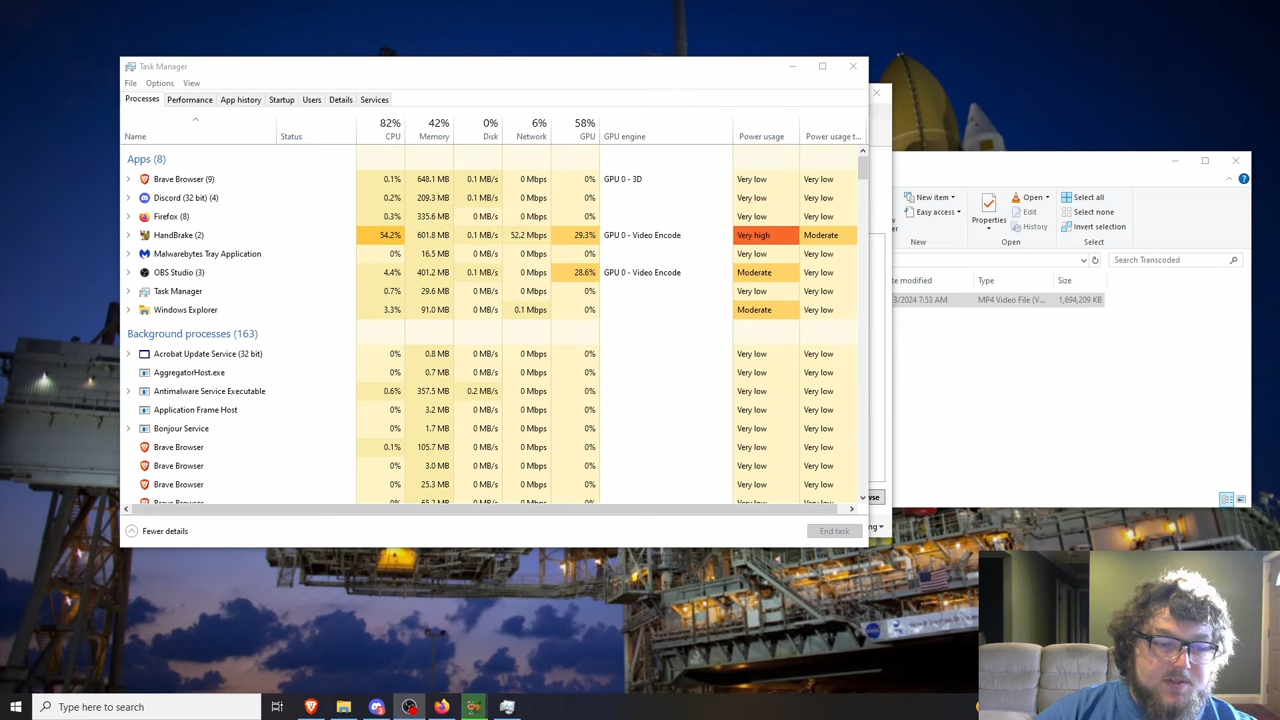 Task Manager
File Options View
Processes Performance App history Startup Users Details Services
82% 42% 0% 6% 58%
Name Status CPU Memory Disk Network GPU GPU engine Power usage Power usage t...
Apps (8)
Brave Browser (9) 0.1% 648.1 MB 0.1 MB/s 0 Mbps 0% GPU 0 - 3D Very low Very low
Discord (32 bit) (4) 0.2% 209.3 MB 0.1 MB/s 0 Mbps 0% Very low Very low
Firefox (8) 0.3% 335.6 MB 0.1 MB/s 0 Mbps 0% Very low Very low
HandBrake (2) 54.2% 601.8 MB 0.1 MB/s 52.2 Mbps 29.3% GPU 0 - Video Encode Very high Moderate
Malwarebytes Tray Application 0% 16.5 MB 0 MB/s 0 Mbps 0% Very low Very low
OBS Studio (3) 4.4% 401.2 MB 0.1 MB/s 0 Mbps 28.6% GPU 0 - Video Encode Moderate Very low
Task Manager 0.7% 29.6 MB 0 MB/s 0 Mbps 0% Very low Very low
Windows Explorer 3.3% 91.0 MB 0 MB/s 0.1 Mbps 0% Moderate Very low
Background processes (163)
Acrobat Update Service (32 bit) 0% 0.8 MB 0 MB/s 0 Mbps 0% Very low Very low
AggregatorHost.exe 0% 0.7 MB 0 MB/s 0 Mbps 0% Very low Very low
Antimalware Service Executable 0.6% 357.5 MB 0.2 MB/s 0 Mbps 0% Very low Very low
Application Frame Host 0% 3.2 MB 0 MB/s 0 Mbps 0% Very low Very low
Bonjour Service 0% 1.7 MB 0 MB/s 0 Mbps 0% Very low Very low
Brave Browser 0.1% 105.7 MB 0 MB/s 0 Mbps 0% Very low Very low
Brave Browser 0% 3.0 MB 0 MB/s 0 Mbps 0% Very low Very low
Brave Browser 0% 25.3 MB 0 MB/s 0 Mbps 0% Very low Very low
Fewer details End task
New item Open Select all
Easy access Edit Select none
Properties History Invert selection
New Open Select
Search Transcoded
Type Size
7:53 AM MP4 Video File (V... 1,694,209 KB
NASA
Type here to search